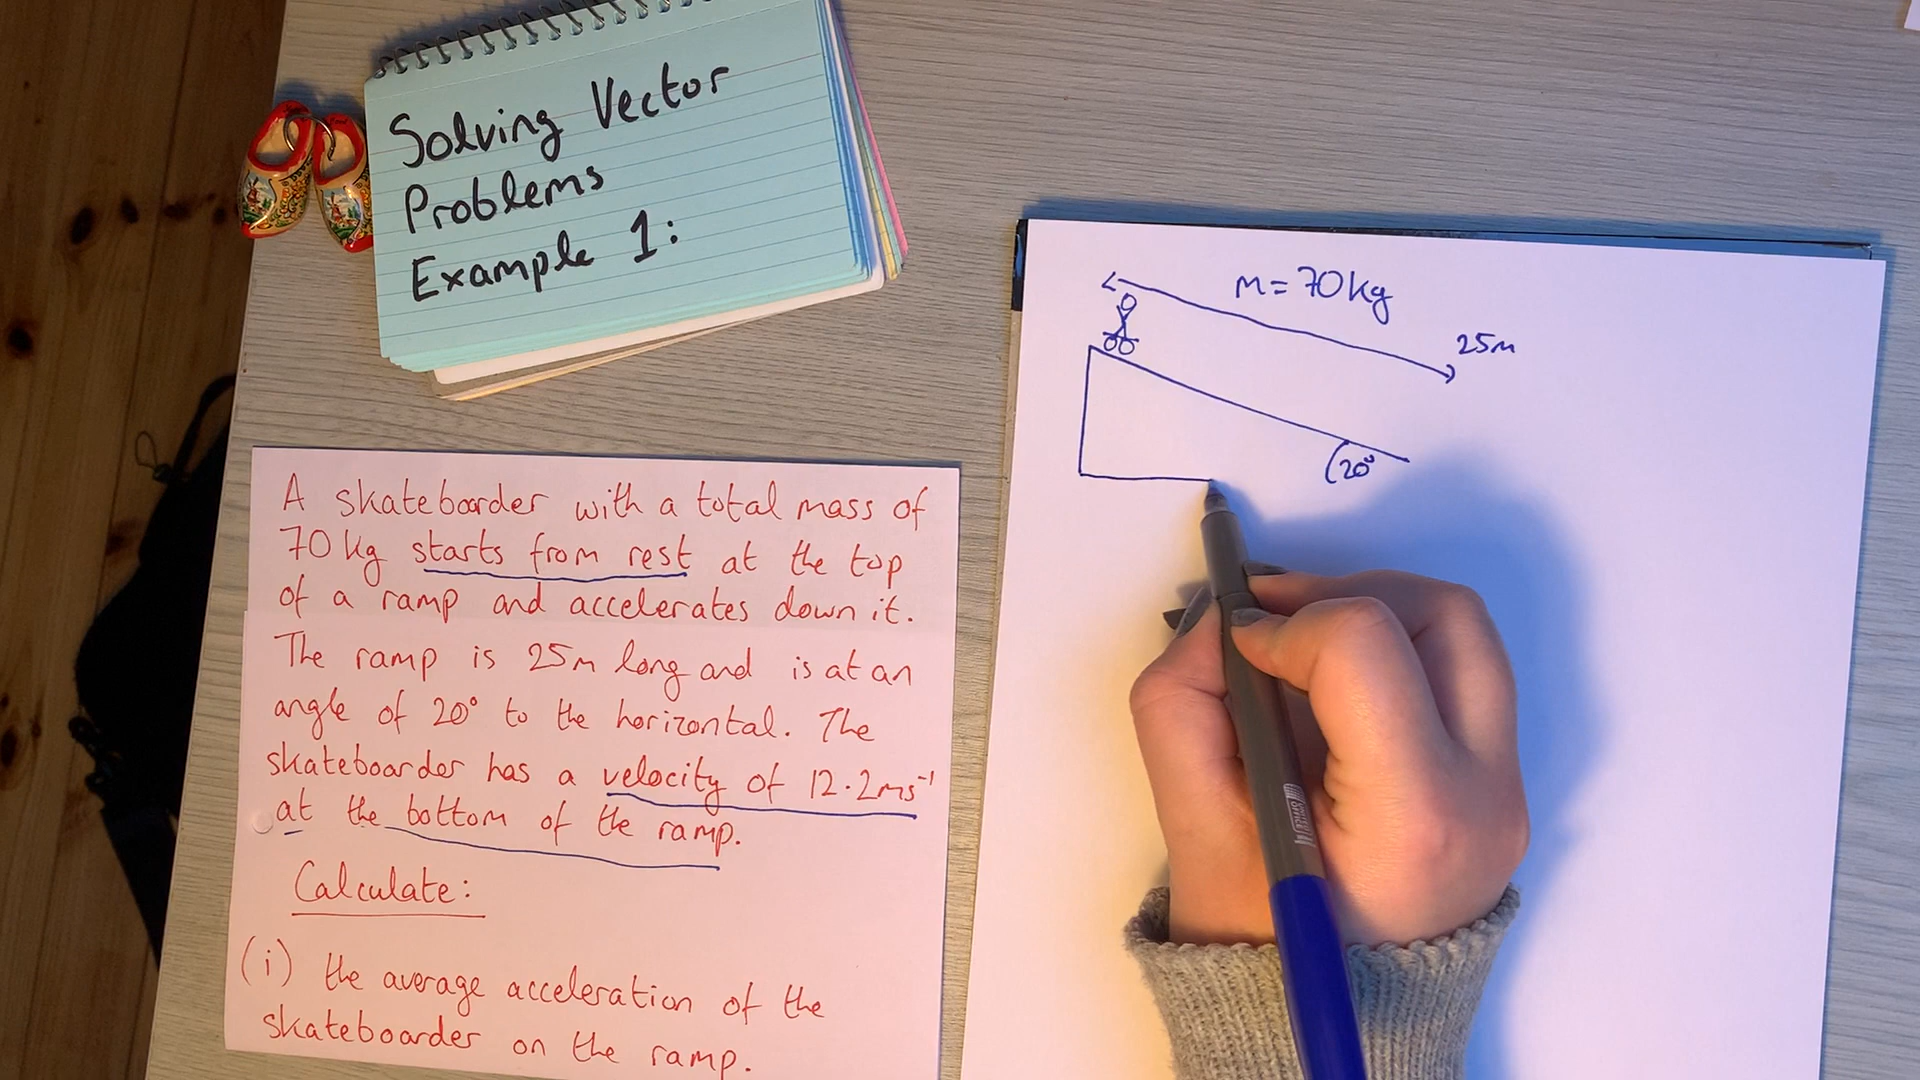 Solving Vector
Problems
Example 1:
A skateboarder with a total mass of
70 kg starts from rest at the top
of a ramp and accelerates down it.
The ramp is 25m long and is at an
angle of 20° to the horizontal. The
skateboarder has a velocity of 12.2ms⁻¹
at the bottom of the ramp.
Calculate:
(i) the average acceleration of the
skateboarder on the ramp.
m = 70kg
25m
20°